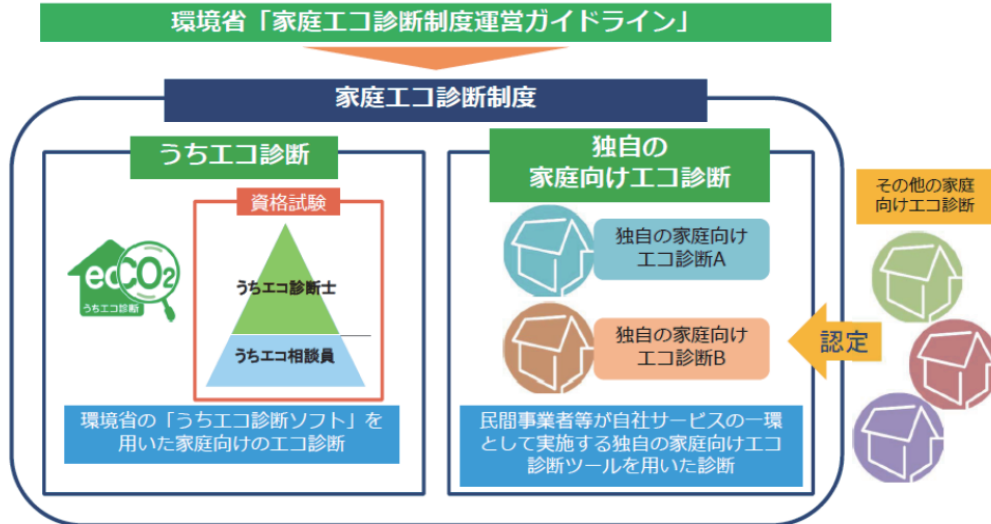 環境省「家庭エコ診断制度運営ガイドライン」
家庭エコ診断制度
うちエコ診断
資格試験
ecCO2
うちエコ診断
うちエコ診断士
うちエコ相談員
環境省の「うちエコ診断ソフト」を
用いた家庭向けのエコ診断
独自の
家庭向けエコ診断
独自の家庭向け
エコ診断A
独自の家庭向け
エコ診断B
民間事業者等が自社サービスの一環
として実施する独自の家庭向けエコ
診断ツールを用いた診断
その他の家庭
向けエコ診断
認定